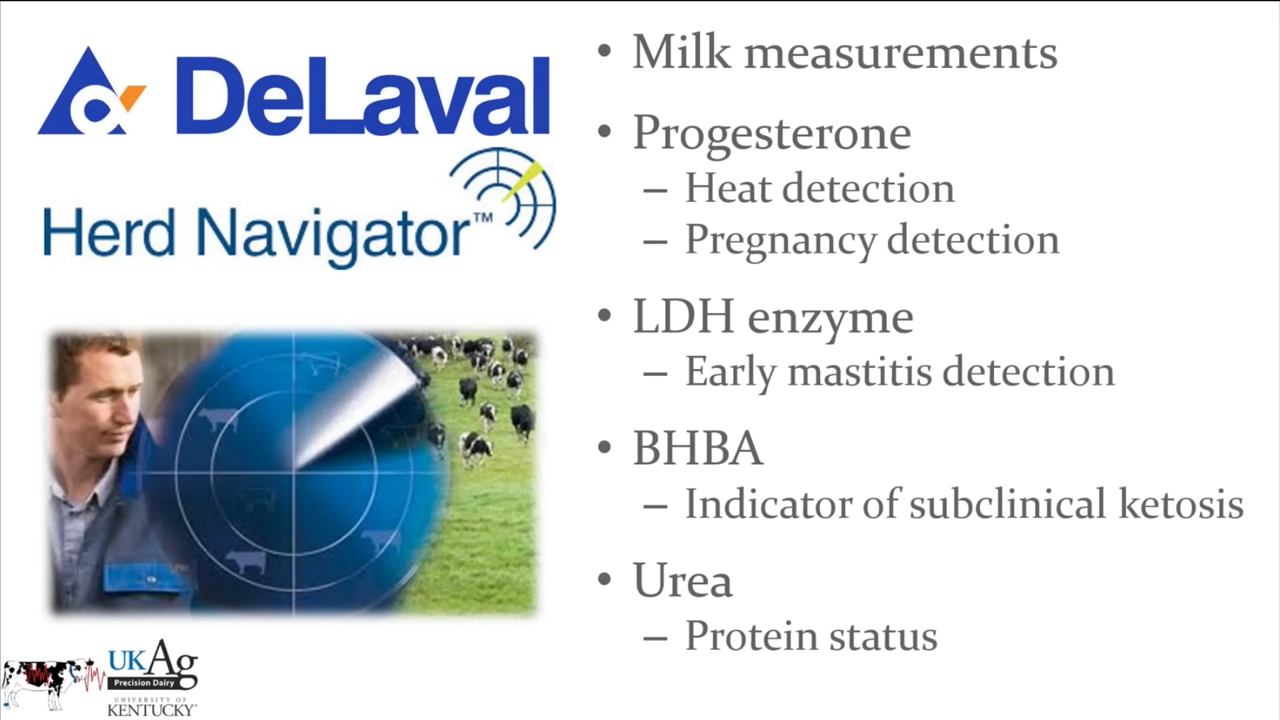 DeLaval
Herd Navigator™
• Milk measurements
• Progesterone
– Heat detection
– Pregnancy detection
• LDH enzyme
– Early mastitis detection
• BHBA
– Indicator of subclinical ketosis
• Urea
– Protein status
UKAg
Precision Dairy
UNIVERSITY OF
KENTUCKY